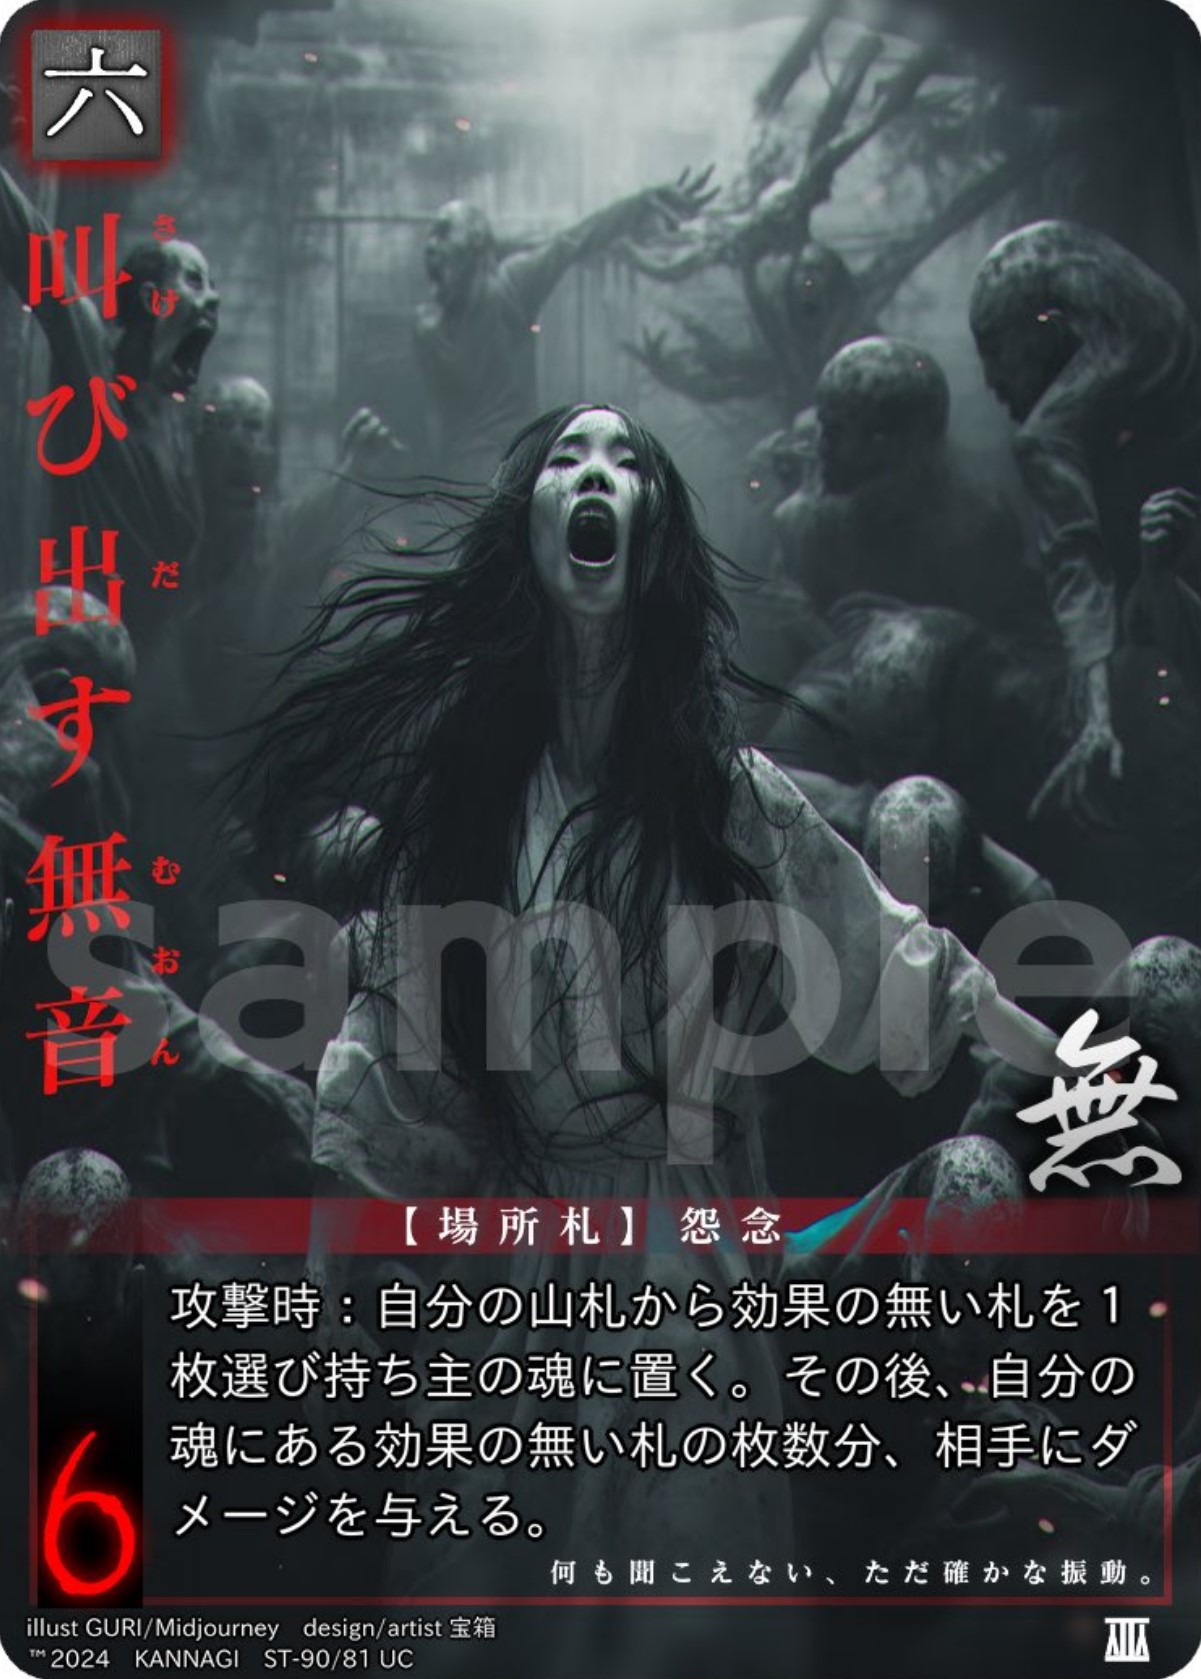 六
叫び出す無音
さけ
だ
むおん
sample
無
【場所札】怨念
攻撃時：自分の山札から効果の無い札を1
枚選び持ち主の魂に置く。その後、自分の
魂にある効果の無い札の枚数分、相手にダ
メージを与える。
6
何も聞こえない、ただ確かな振動。
illust GURI/Midjourney design/artist 宝箱
™2024 KANNAGI ST-90/81 UC